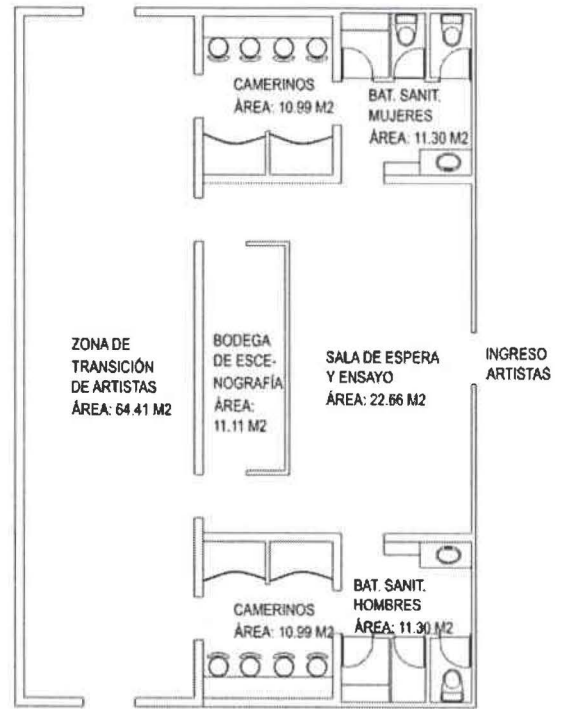 CAMERINOS
ÁREA: 10.99 M2
BAT. SANIT.
MUJERES
ÁREA: 11.30 M2
ZONA DE
TRANSICIÓN
DE ARTISTAS
ÁREA: 64.41 M2
BODEGA
DE ESCE-
NOGRAFÍA
ÁREA:
11.11 M2
SALA DE ESPERA
Y ENSAYO
ÁREA: 22.66 M2
INGRESO
ARTISTAS
BAT. SANIT.
HOMBRES
ÁREA: 11.30 M2
CAMERINOS
ÁREA: 10.99 M2